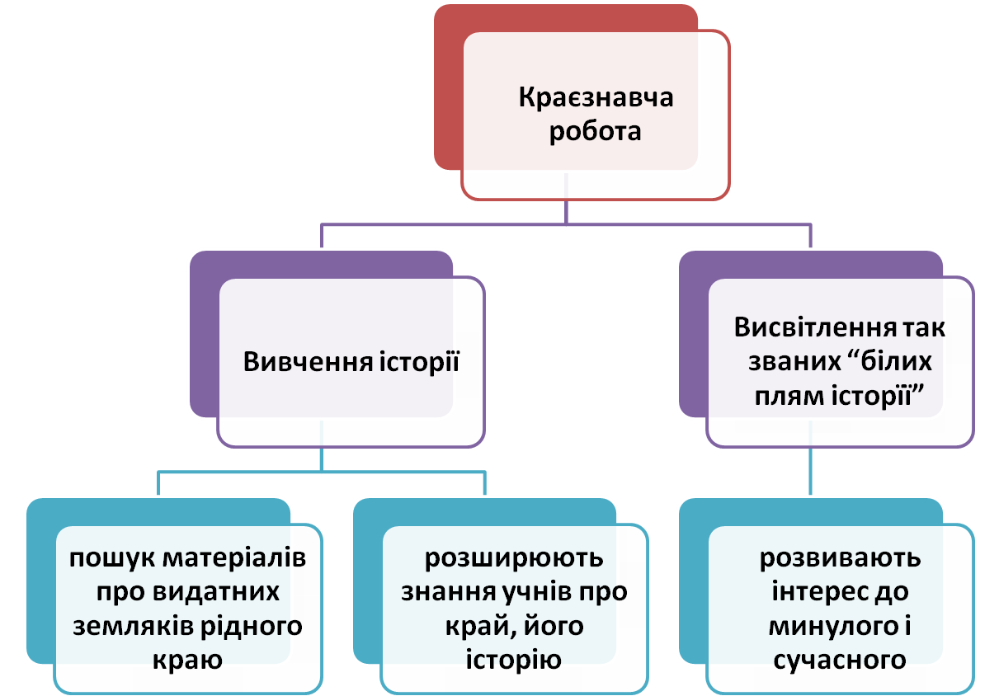 Краєзнавча
робота
Вивчення історії
Висвітлення так
званих “білих
плям історії”
пошук матеріалів
про видатних
земляків рідного
краю
розширюють
знання учнів про
край, його
історію
розвивають
інтерес до
минулого і
сучасного